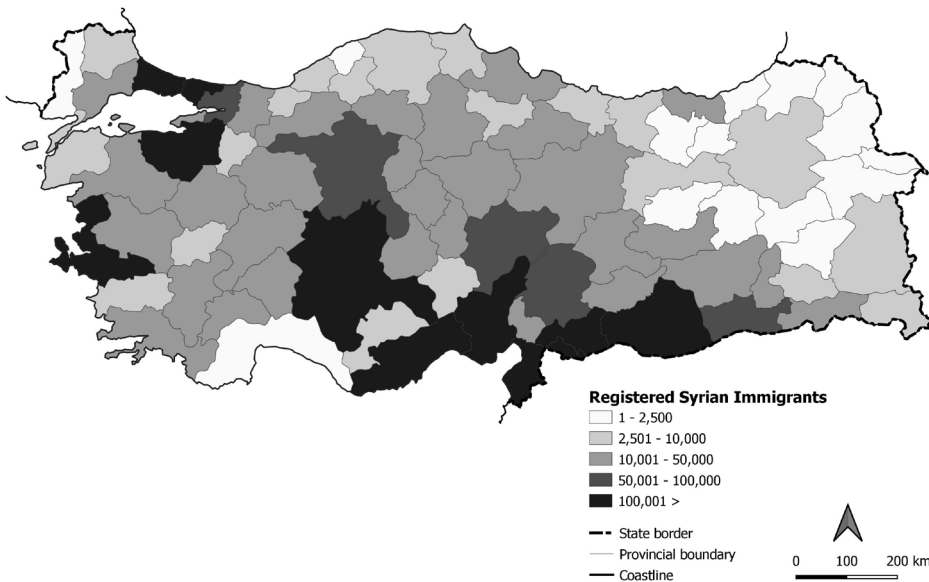 Registered Syrian Immigrants
1 - 2,500
2,501 - 10,000
10,001 - 50,000
50,001 - 100,000
100,001 >
State border
Provincial boundary
Coastline
0 100 200 km